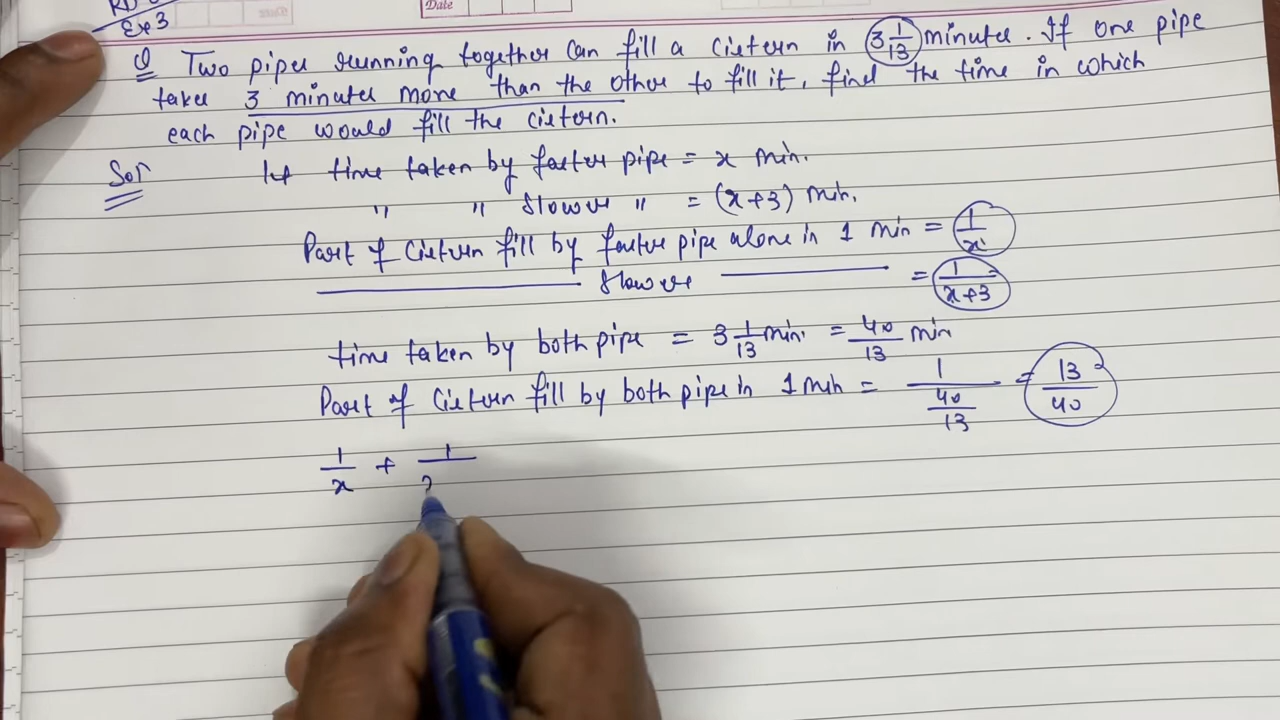 Ex 3
Date
Q Two pipes running together can fill a cistern in 3 1/13 minutes. If one pipe
takes 3 minutes more than the other to fill it, find the time in which
each pipe would fill the cistern.
Sol let time taken by faster pipe = x min.
" " slower " = (x+3) min.
Part of Cistern fill by faster pipe alone in 1 min = 1/x
slower = 1/x+3
time taken by both pipe = 3 1/13 min = 40/13 min
Part of Cistern fill by both pipe in 1 min = 1/40/13 = 13/40
1/x + 1/